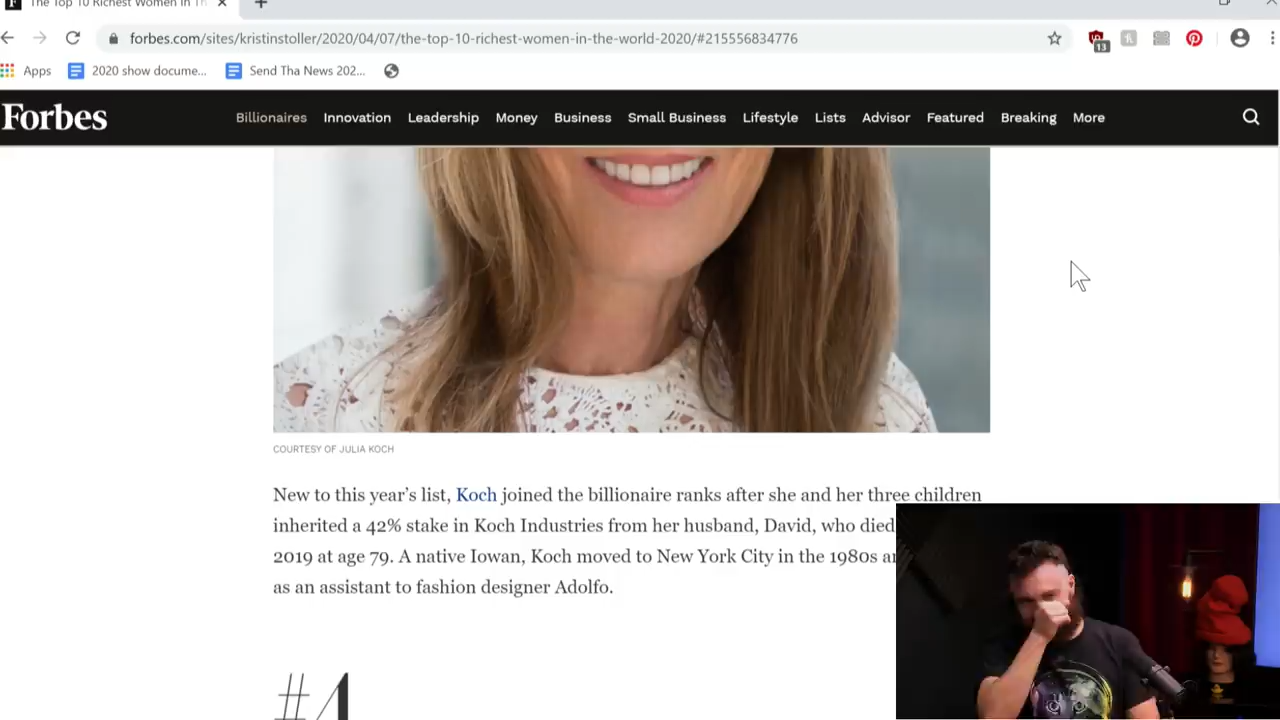 The Top 10 Richest Women In Th
forbes.com/sites/kristinstoller/2020/04/07/the-top-10-richest-women-in-the-world-2020/#215556834776
13
Apps 2020 show docume... Send Tha News 202...
Forbes Billionaires Innovation Leadership Money Business Small Business Lifestyle Lists Advisor Featured Breaking More
COURTESY OF JULIA KOCH
New to this year's list, Koch joined the billionaire ranks after she and her three children
inherited a 42% stake in Koch Industries from her husband, David, who died
2019 at age 79. A native Iowan, Koch moved to New York City in the 1980s
as an assistant to fashion designer Adolfo.
#4